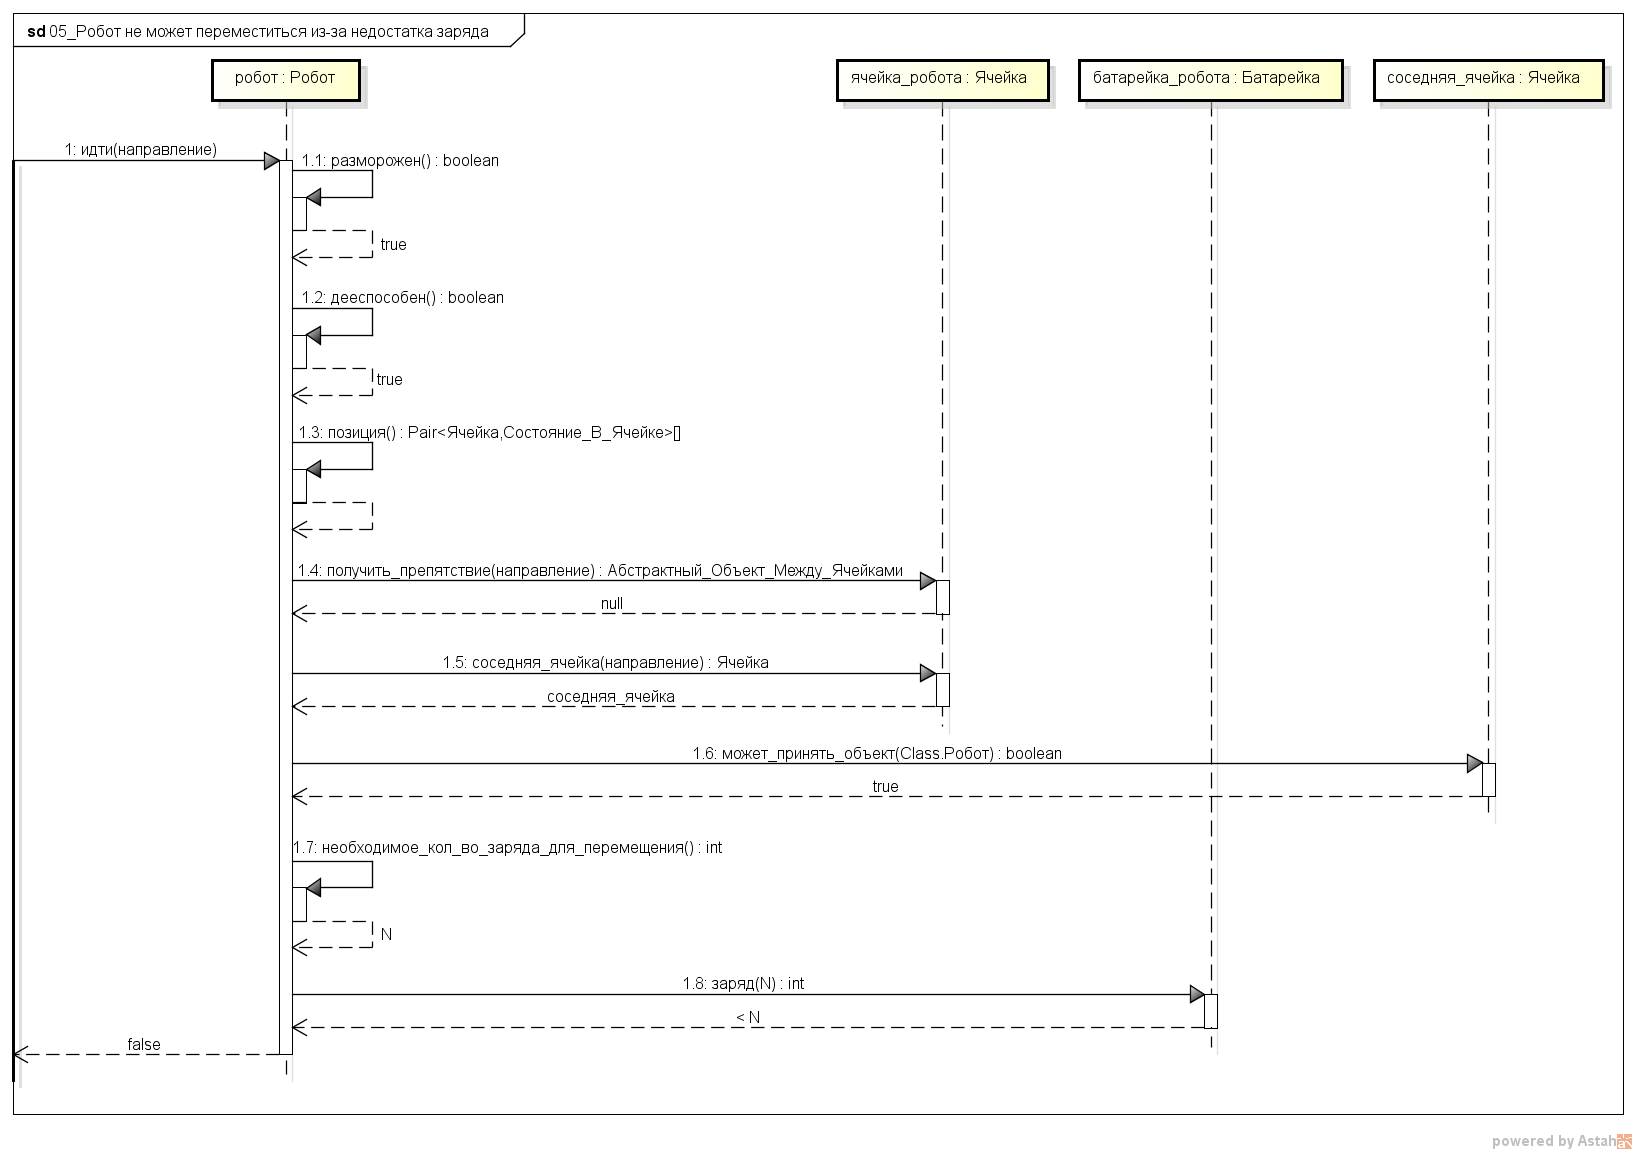 sd 05_Робот не может переместиться из-за недостатка заряда
робот : Робот
ячейка_робота : Ячейка
батарейка_робота : Батарейка
соседняя_ячейка : Ячейка
1: идти(направление)
1.1: разморожен() : boolean
true
1.2: дееспособен() : boolean
true
1.3: позиция() : Pair<Ячейка,Состояние_В_Ячейке>[]
1.4: получить_препятствие(направление) : Абстрактный_Объект_Между_Ячейками
null
1.5: соседняя_ячейка(направление) : Ячейка
соседняя_ячейка
1.6: может_принять_объект(Class.Робот) : boolean
true
1.7: необходимое_кол_во_заряда_для_перемещения() : int
N
1.8: заряд(N) : int
< N
false
powered by Astah